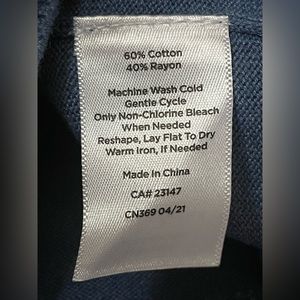 60% Cotton
40% Rayon
Machine Wash Cold
Gentle Cycle
Only Non-Chlorine Bleach
When Needed
Reshape, Lay Flat To Dry
Warm Iron, If Needed
Made in China
CA# 23147
CN369 04/21